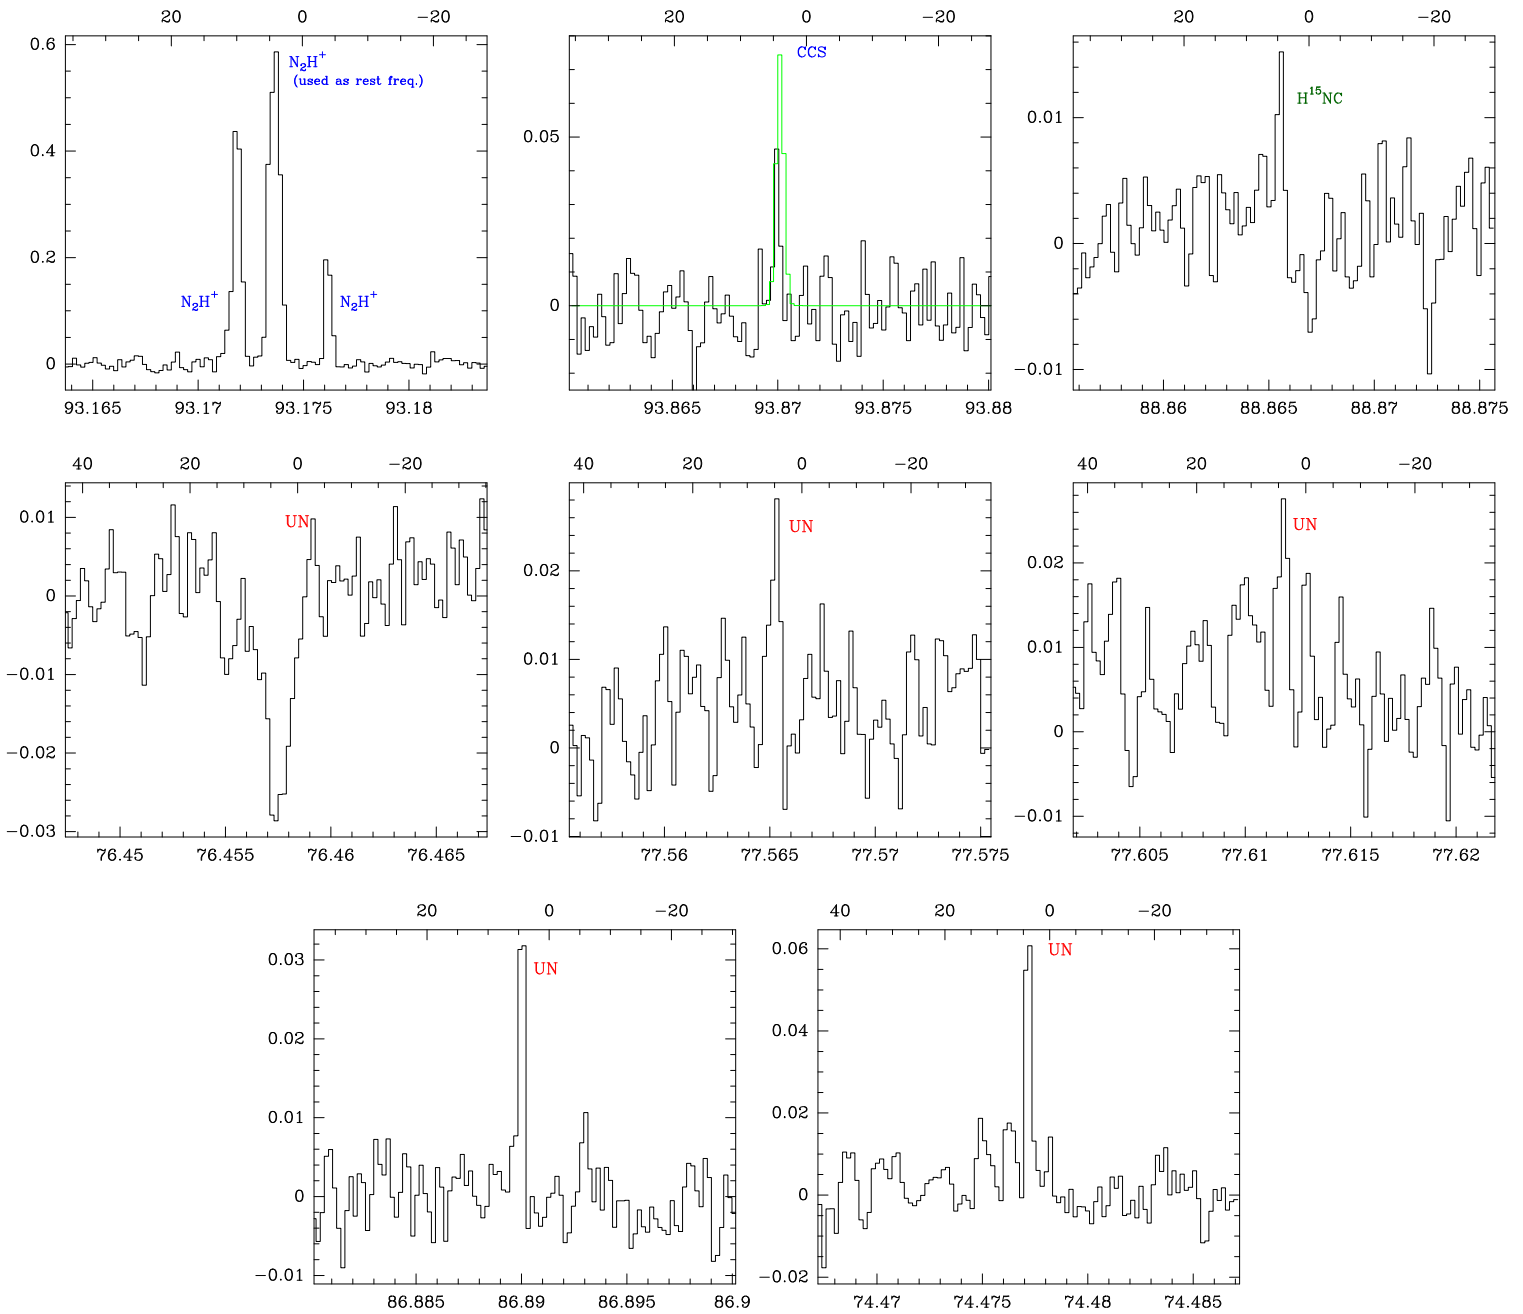 20 0 −20
20 0 −20
20 0 −20
0.6
0.4
0.2
0
N₂H⁺
(used as rest freq.)
N₂H⁺
N₂H⁺
93.165 93.17 93.175 93.18
0.05
0
CCS
93.865 93.87 93.875 93.88
0.01
0
−0.01
H¹⁵NC
88.86 88.865 88.87 88.875
40 20 0 −20
40 20 0 −20
40 20 0 −20
0.01
0
−0.01
−0.02
−0.03
UN
76.45 76.455 76.46 76.465
0.02
0.01
0
−0.01
UN
77.56 77.565 77.57 77.575
0.02
0.01
0
−0.01
UN
77.605 77.61 77.615 77.62
20 0 −20
40 20 0 −20
0.03
0.02
0.01
0
−0.01
UN
86.885 86.89 86.895 86.9
0.06
0.04
0.02
0
−0.02
UN
74.47 74.475 74.48 74.485